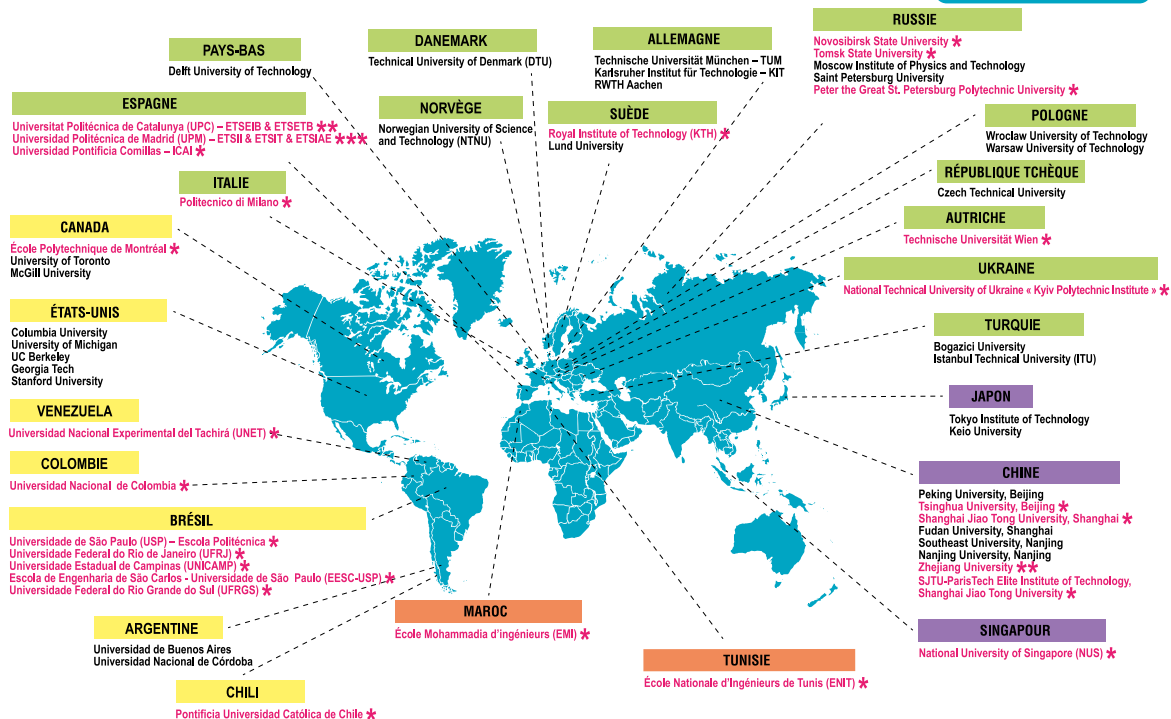 PAYS-BAS
Delft University of Technology
DANEMARK
Technical University of Denmark (DTU)
ALLEMAGNE
Technische Universität München – TUM
Karlsruher Institut für Technologie – KIT
RWTH Aachen
RUSSIE
Novosibirsk State University *
Tomsk State University *
Moscow Institute of Physics and Technology
Saint Petersburg University
Peter the Great St. Petersburg Polytechnic University *
ESPAGNE
Universitat Politécnica de Catalunya (UPC) – ETSEIB & ETSETB **
Universidad Politécnica de Madrid (UPM) – ETSII & ETSIT & ETSIAE ***
Universidad Pontificia Comillas – ICAI *
NORVÈGE
Norwegian University of Science
and Technology (NTNU)
SUÈDE
Royal Institute of Technology (KTH) *
Lund University
POLOGNE
Wroclaw University of Technology
Warsaw University of Technology
RÉPUBLIQUE TCHÈQUE
Czech Technical University
ITALIE
Politecnico di Milano *
AUTRICHE
Technische Universität Wien *
CANADA
École Polytechnique de Montréal *
University of Toronto
McGill University
UKRAINE
National Technical University of Ukraine « Kyiv Polytechnic Institute » *
ÉTATS-UNIS
Columbia University
University of Michigan
UC Berkeley
Georgia Tech
Stanford University
TURQUIE
Bogazici University
Istanbul Technical University (ITU)
JAPON
Tokyo Institute of Technology
Keio University
VENEZUELA
Universidad Nacional Experimental del Tachirá (UNET) *
COLOMBIE
Universidad Nacional de Colombia *
CHINE
Peking University, Beijing
Tsinghua University, Beijing *
Shanghai Jiao Tong University, Shanghai *
Fudan University, Shanghai
Southeast University, Nanjing
Nanjing University, Nanjing
Zhejiang University **
SJTU-ParisTech Elite Institute of Technology,
Shanghai Jiao Tong University *
BRÉSIL
Universidade de São Paulo (USP) – Escola Politécnica *
Universidade Federal do Rio de Janeiro (UFRJ) *
Universidade Estadual de Campinas (UNICAMP) *
Escola de Engenharia de São Carlos - Universidade de São Paulo (EESC-USP) *
Universidade Federal do Rio Grande do Sul (UFRGS) *
MAROC
École Mohammadia d'ingénieurs (EMI) *
ARGENTINE
Universidad de Buenos Aires
Universidad Nacional de Córdoba
SINGAPOUR
National University of Singapore (NUS) *
TUNISIE
École Nationale d'Ingénieurs de Tunis (ENIT) *
CHILI
Pontificia Universidad Católica de Chile *